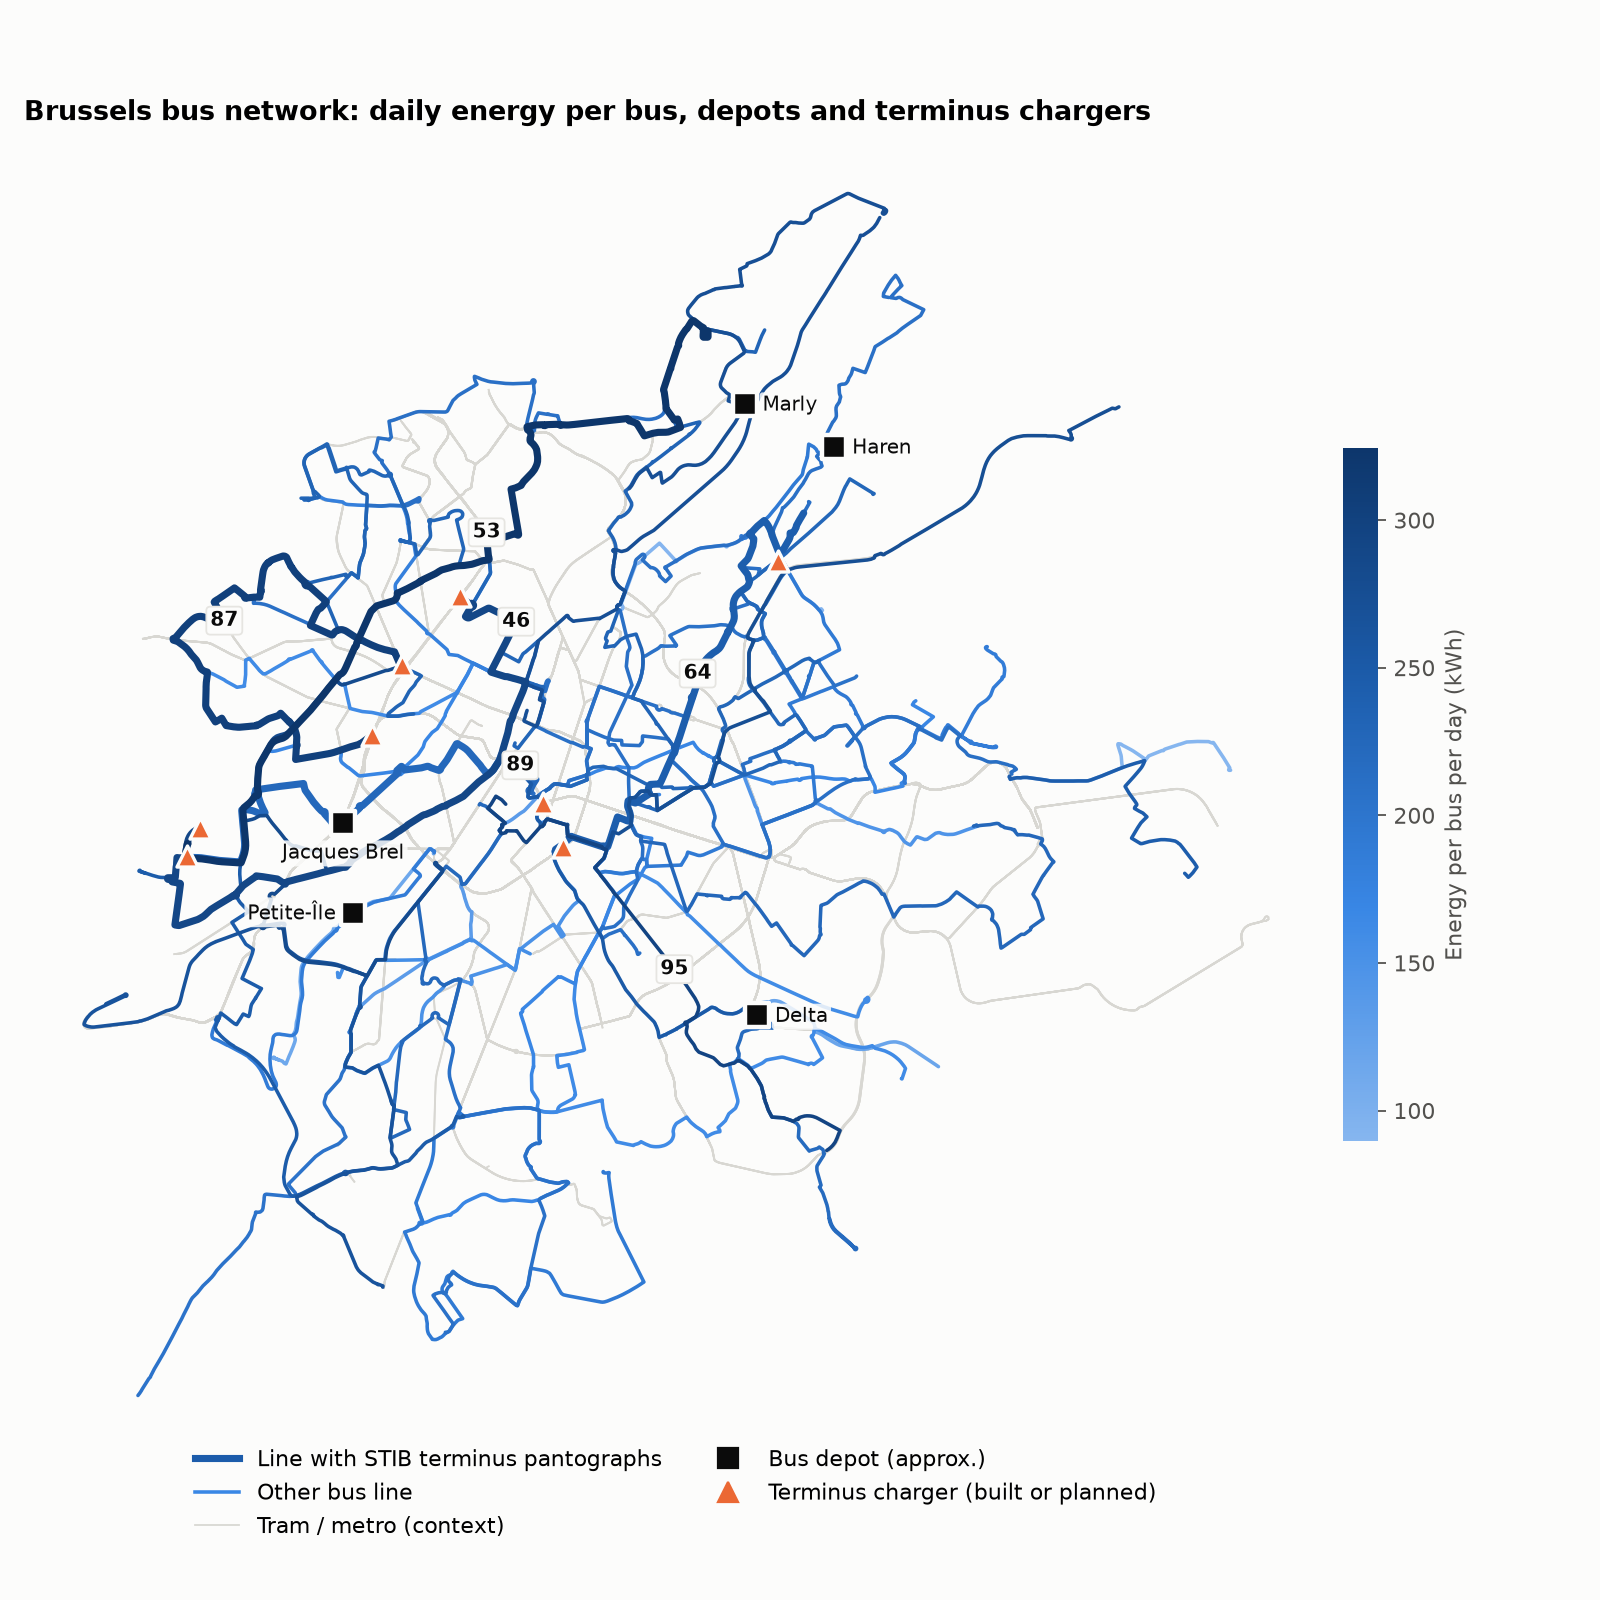 Brussels bus network: daily energy per bus, depots and terminus chargers
Marly
Haren
53
87
46
64
89
Jacques Brel
Petite-Île
95
Delta
300
250
200
150
100
Energy per bus per day (kWh)
Line with STIB terminus pantographs
Other bus line
Tram / metro (context)
Bus depot (approx.)
Terminus charger (built or planned)